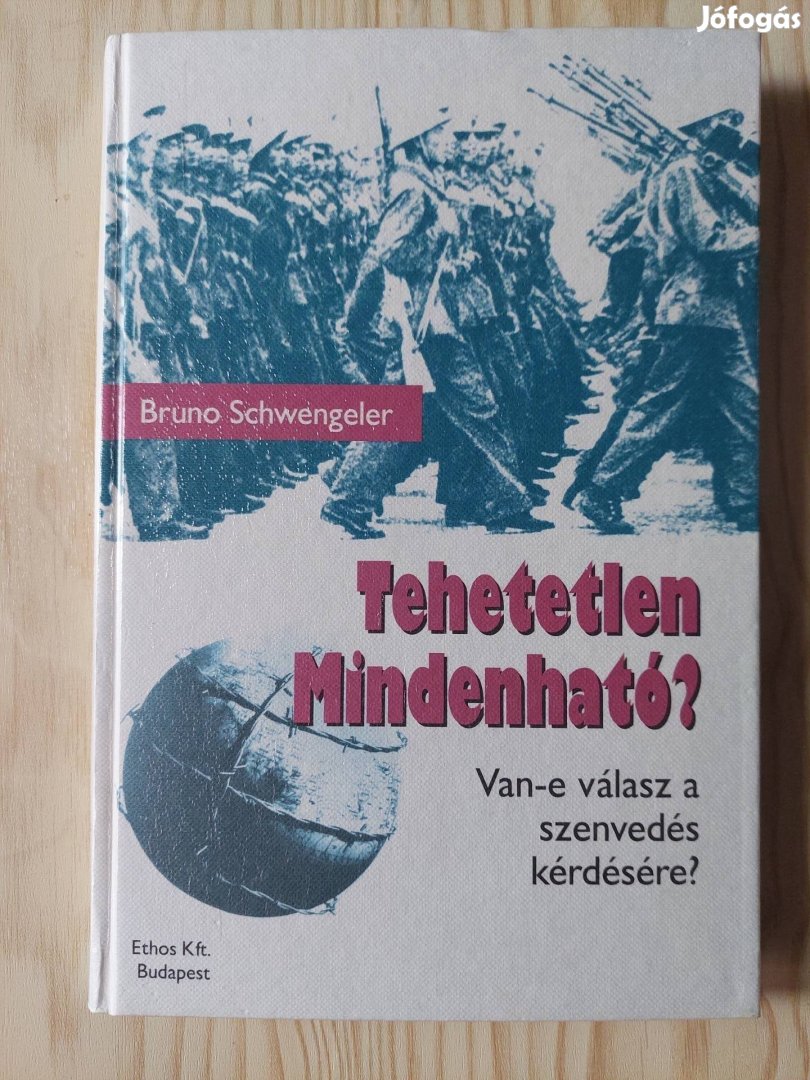 Jófogás
Bruno Schwengeler
Tehetetlen
Mindenható?
Van-e válasz a
szenvedés
kérdésére?
Ethos Kft.
Budapest